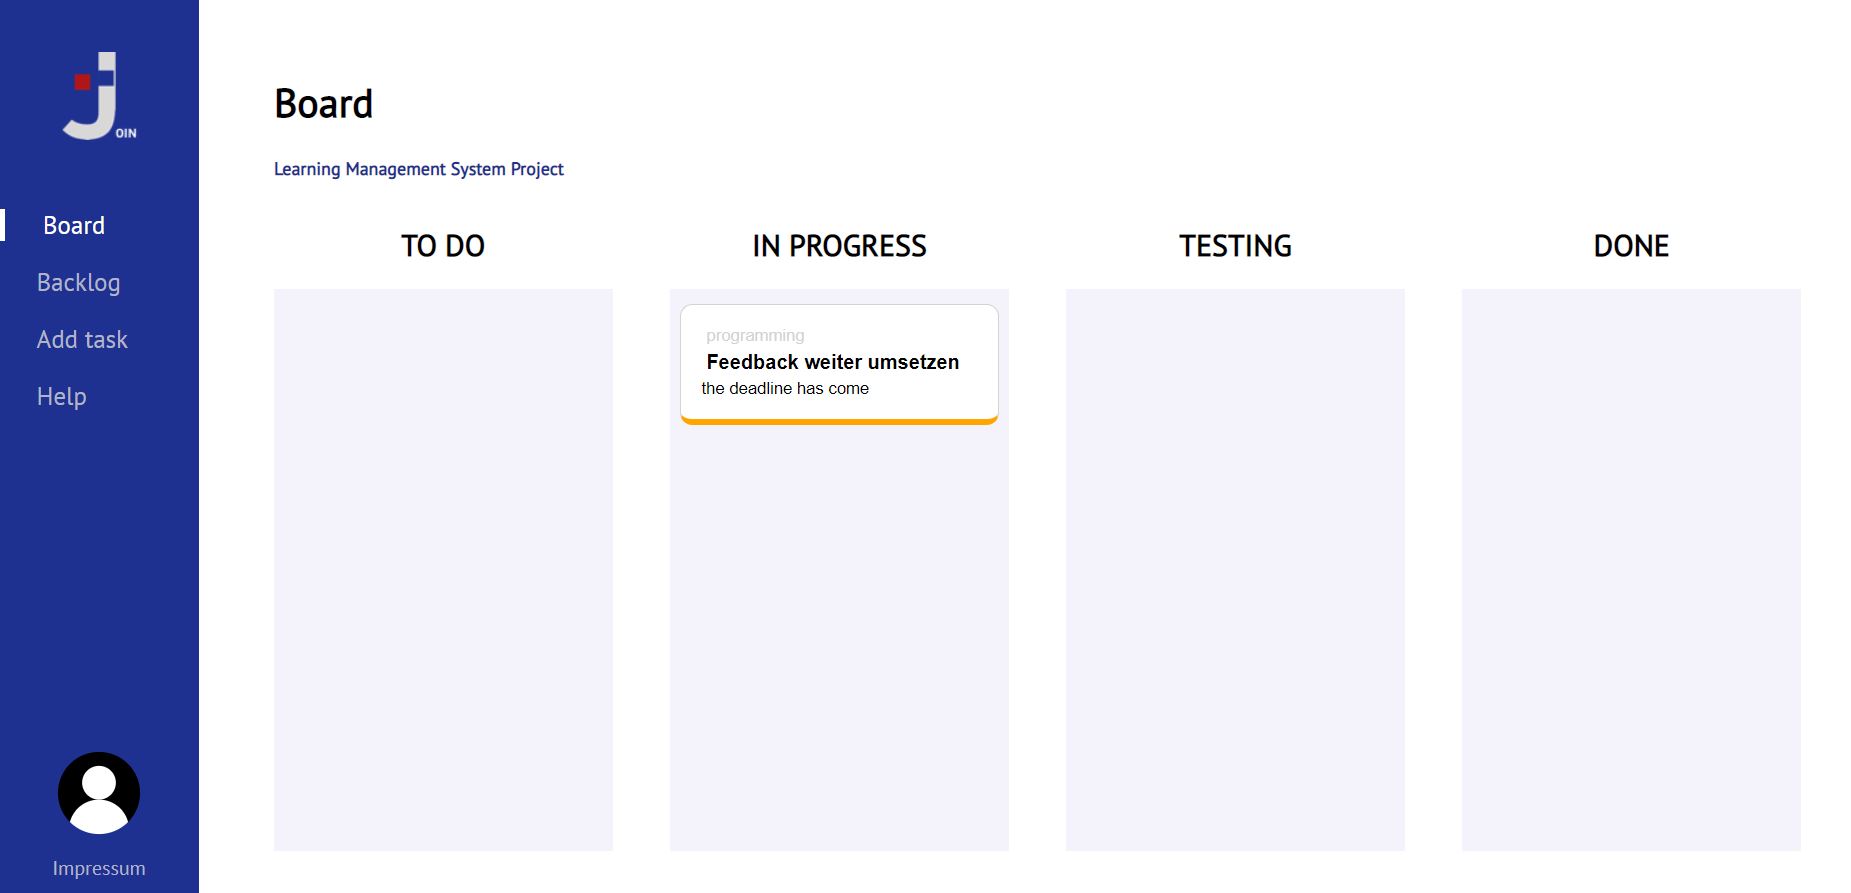 OIN
Board
Backlog
Add task
Help
Impressum
Board
Learning Management System Project
TO DO
IN PROGRESS
TESTING
DONE
programming
Feedback weiter umsetzen
the deadline has come